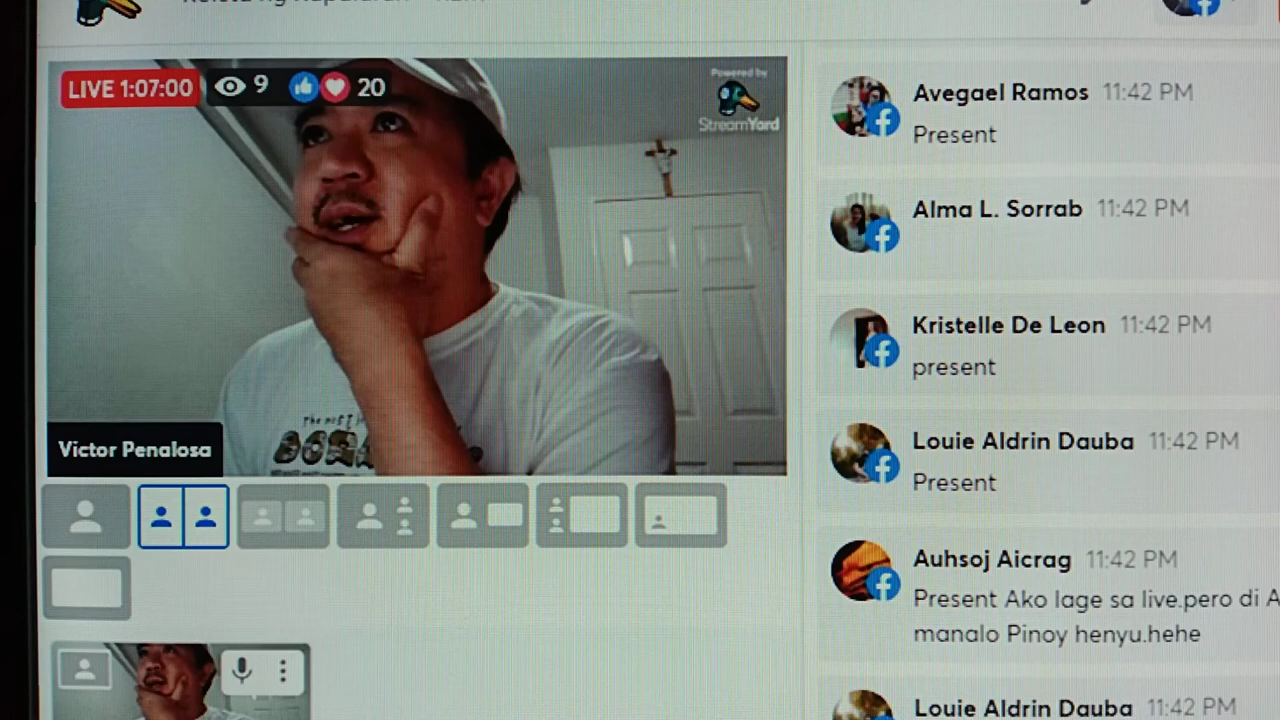 LIVE 1:07:00
9
20
Powered by
StreamYard
The most
Victor Penalosa
Avegael Ramos 11:42 PM
Present
Alma L. Sorrab 11:42 PM
Kristelle De Leon 11:42 PM
present
Louie Aldrin Dauba 11:42 PM
Present
Auhsoj Aicrag 11:42 PM
Present Ako lage sa live.pero di
manalo Pinoy henyu.hehe
Louie Aldrin Dauba 11:42 PM